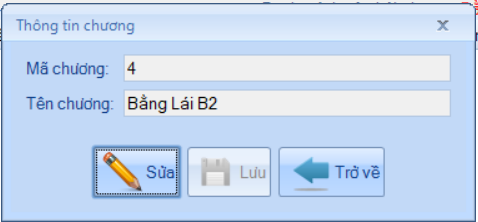 Thông tin chương
Mã chương: 4
Tên chương: Bằng Lái B2
Sửa Lưu Trở về